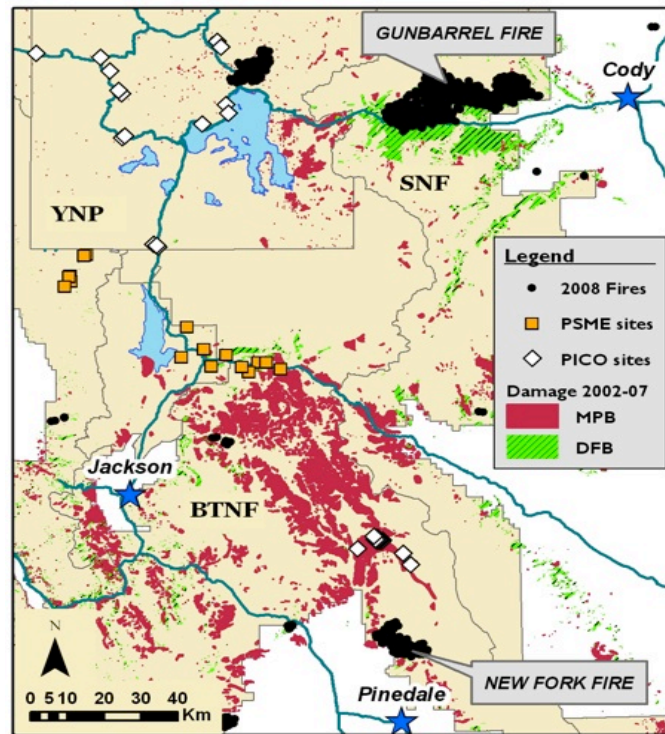 GUNBARREL FIRE
Cody
SNF
YNP
Legend
2008 Fires
PSME sites
PICO sites
Damage 2002-07
MPB
DFB
Jackson
BTNF
N
NEW FORK FIRE
Pinedale
0 5 10 20 30 40
Km